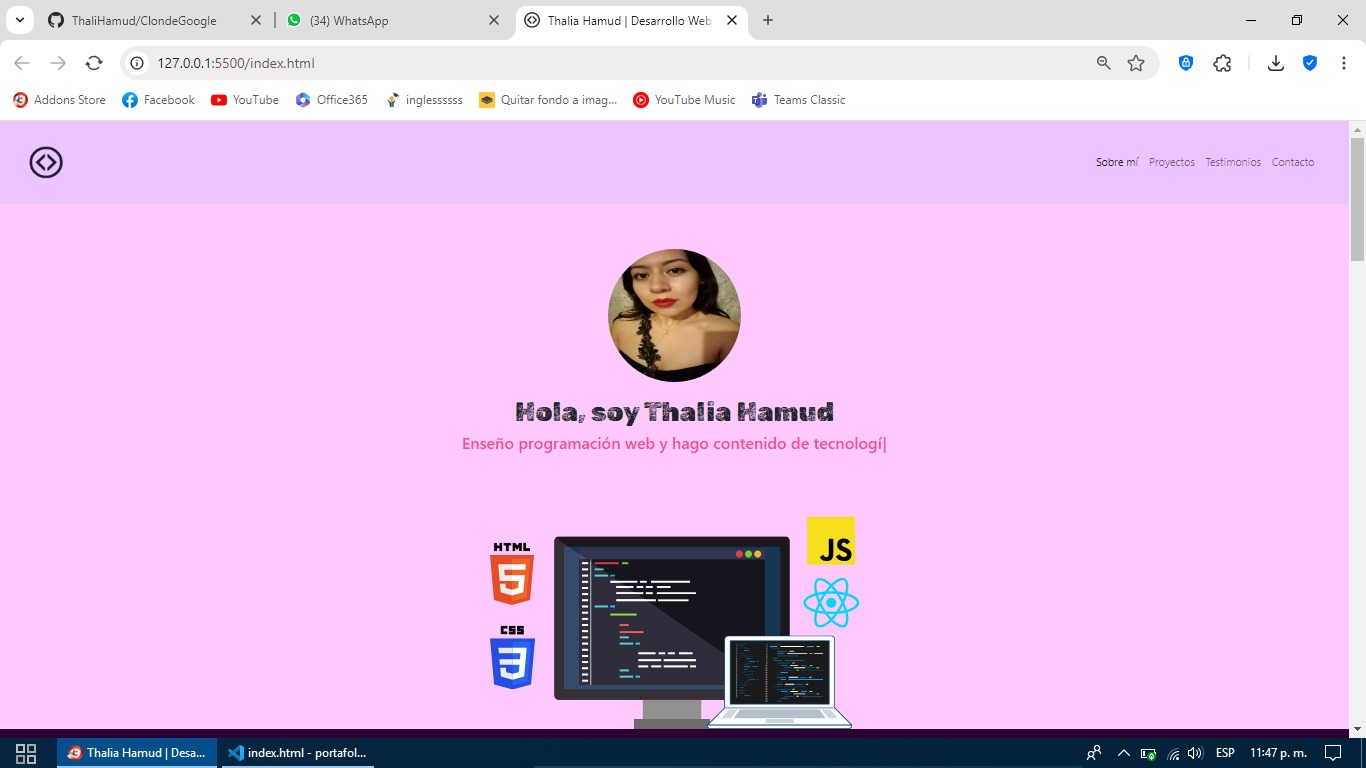 ThaliHamud/ClondeGoogle
(34) WhatsApp
Thalia Hamud | Desarrollo Web
127.0.0.1:5500/index.html
Addons Store
Facebook
YouTube
Office365
inglessssss
Quitar fondo a imag...
YouTube Music
Teams Classic
Sobre mí
Proyectos
Testimonios
Contacto
Hola, soy Thalia Hamud
Enseño programación web y hago contenido de tecnologí|
HTML
5
CSS
3
JS
Thalia Hamud | Desa...
index.html - portafol...
ESP
11:47 p. m.